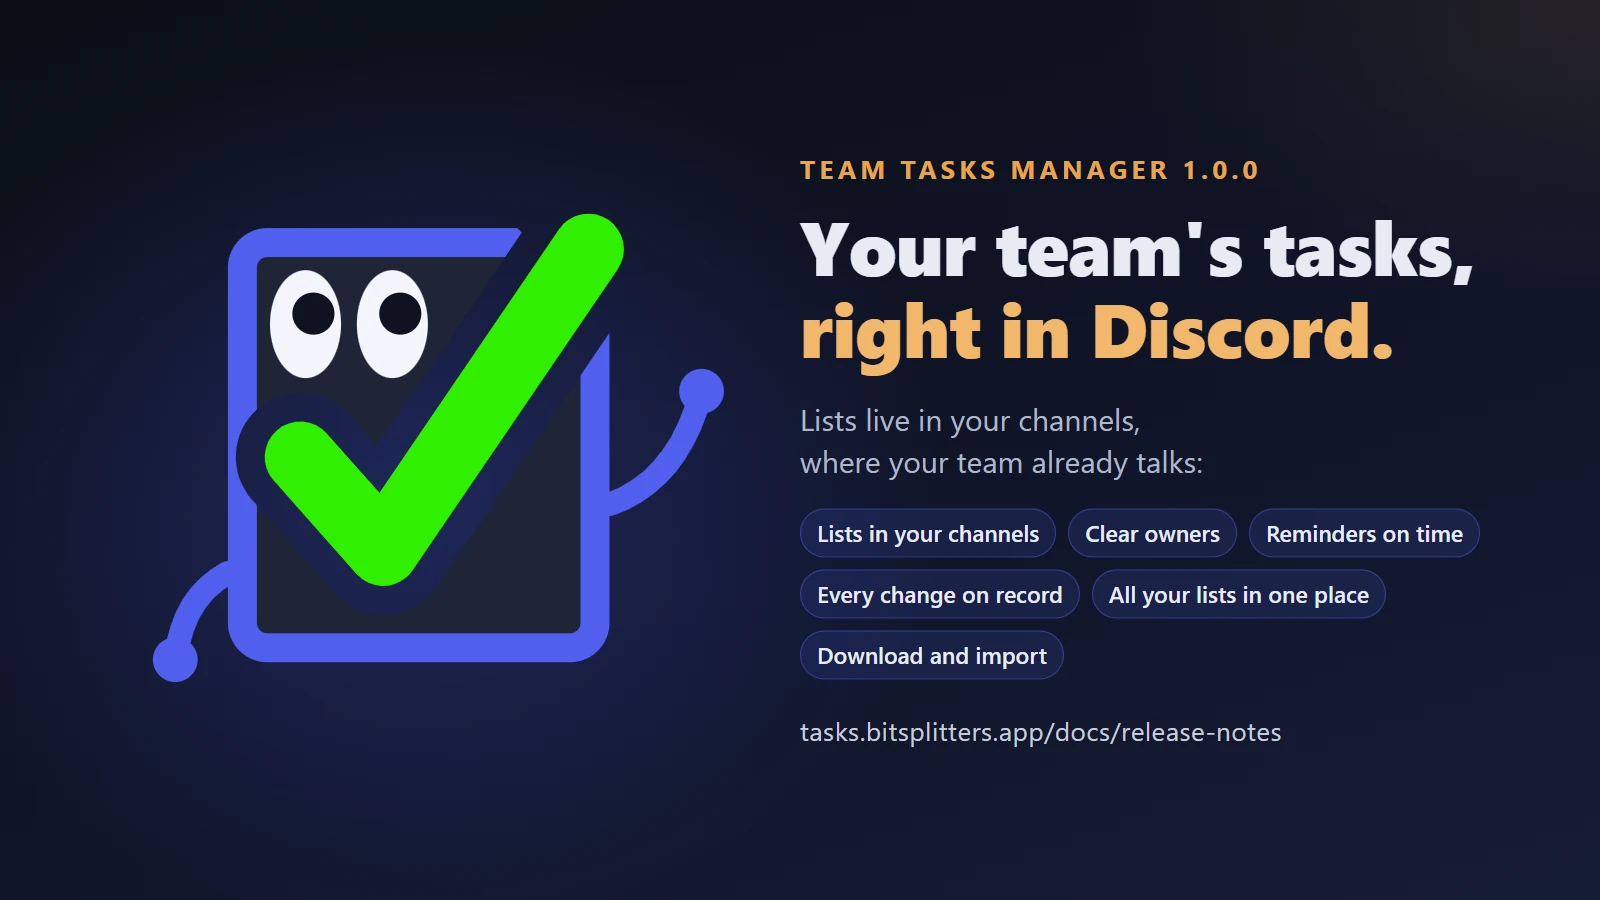 TEAM TASKS MANAGER 1.0.0
Your team's tasks,
right in Discord.
Lists live in your channels,
where your team already talks:
Lists in your channels
Clear owners
Reminders on time
Every change on record
All your lists in one place
Download and import
tasks.bitsplitters.app/docs/release-notes